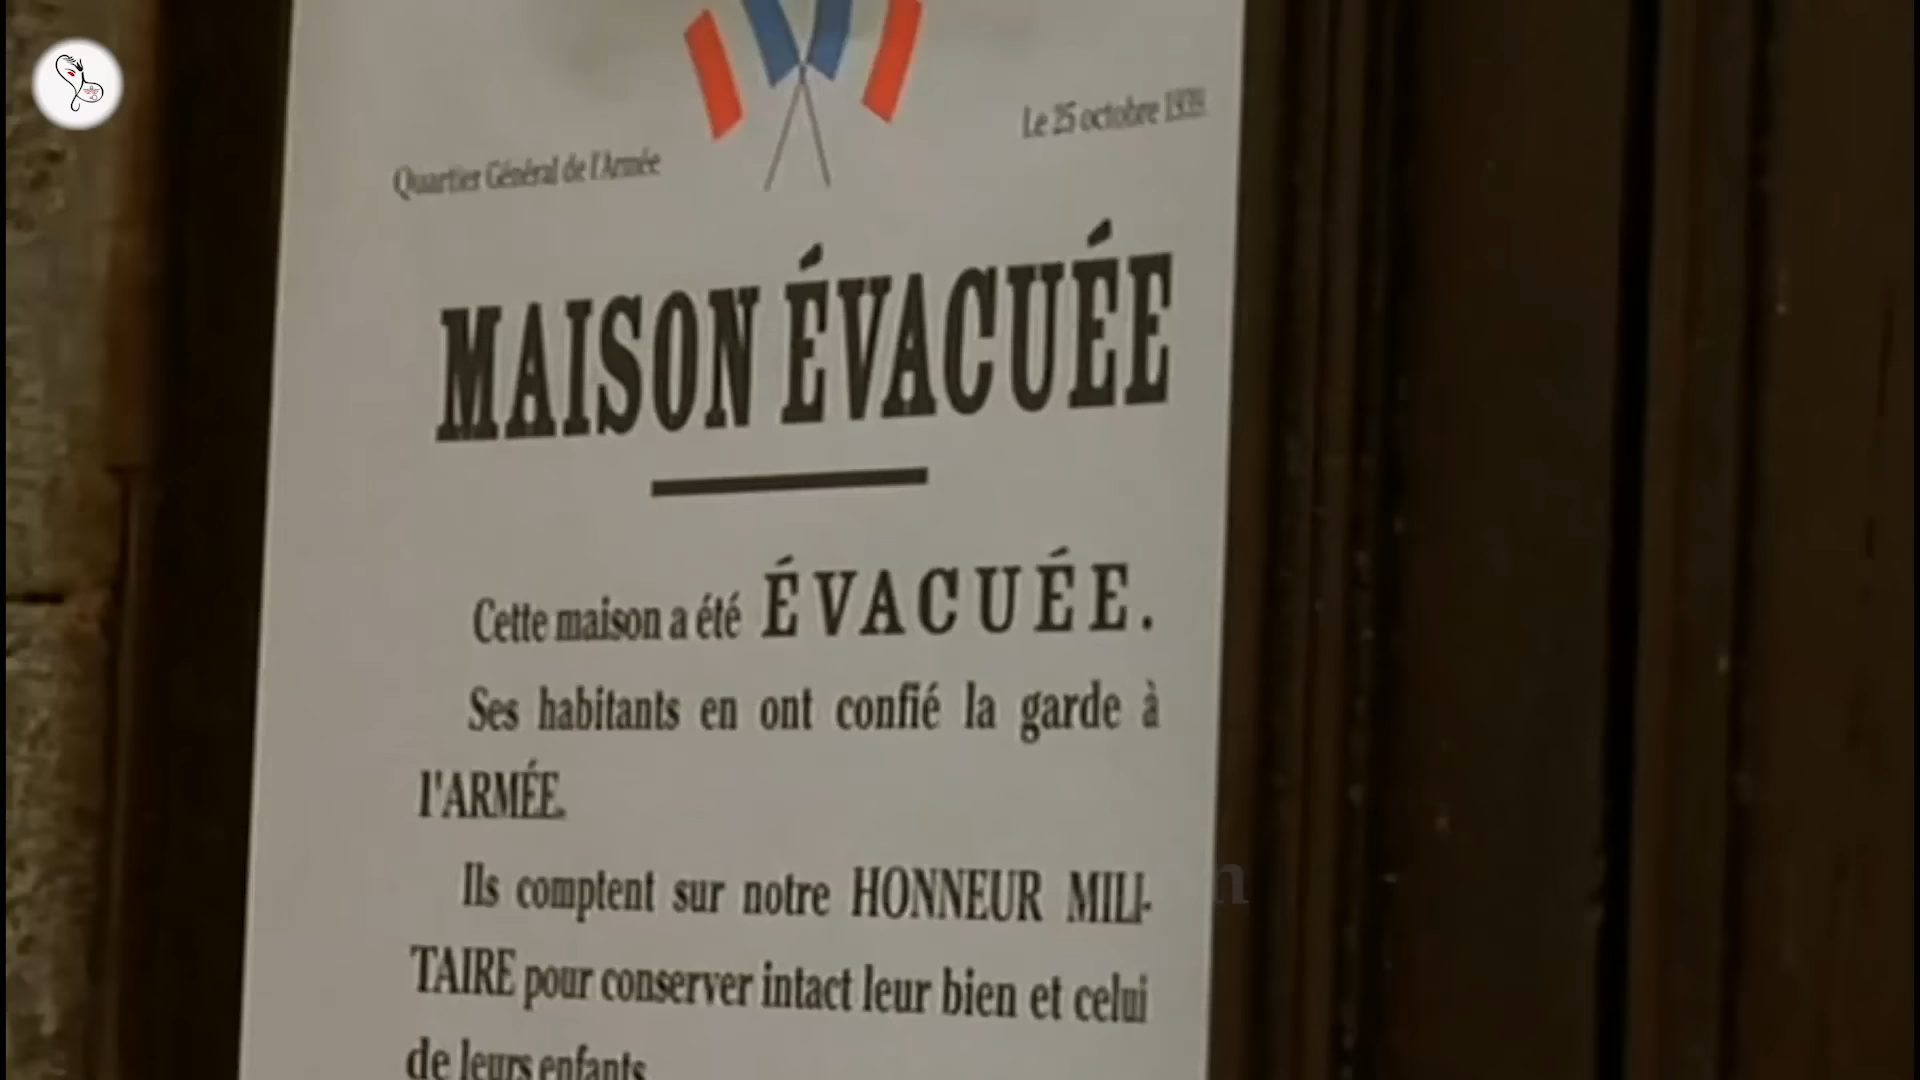 Quartier Général de l'Armée
Le 25 octobre 1939
MAISON ÉVACUÉE
Cette maison a été ÉVACUÉE.
Ses habitants en ont confié la garde à
l'ARMÉE.
Ils comptent sur notre HONNEUR MILI-
TAIRE pour conserver intact leur bien et celui
de leurs enfants.